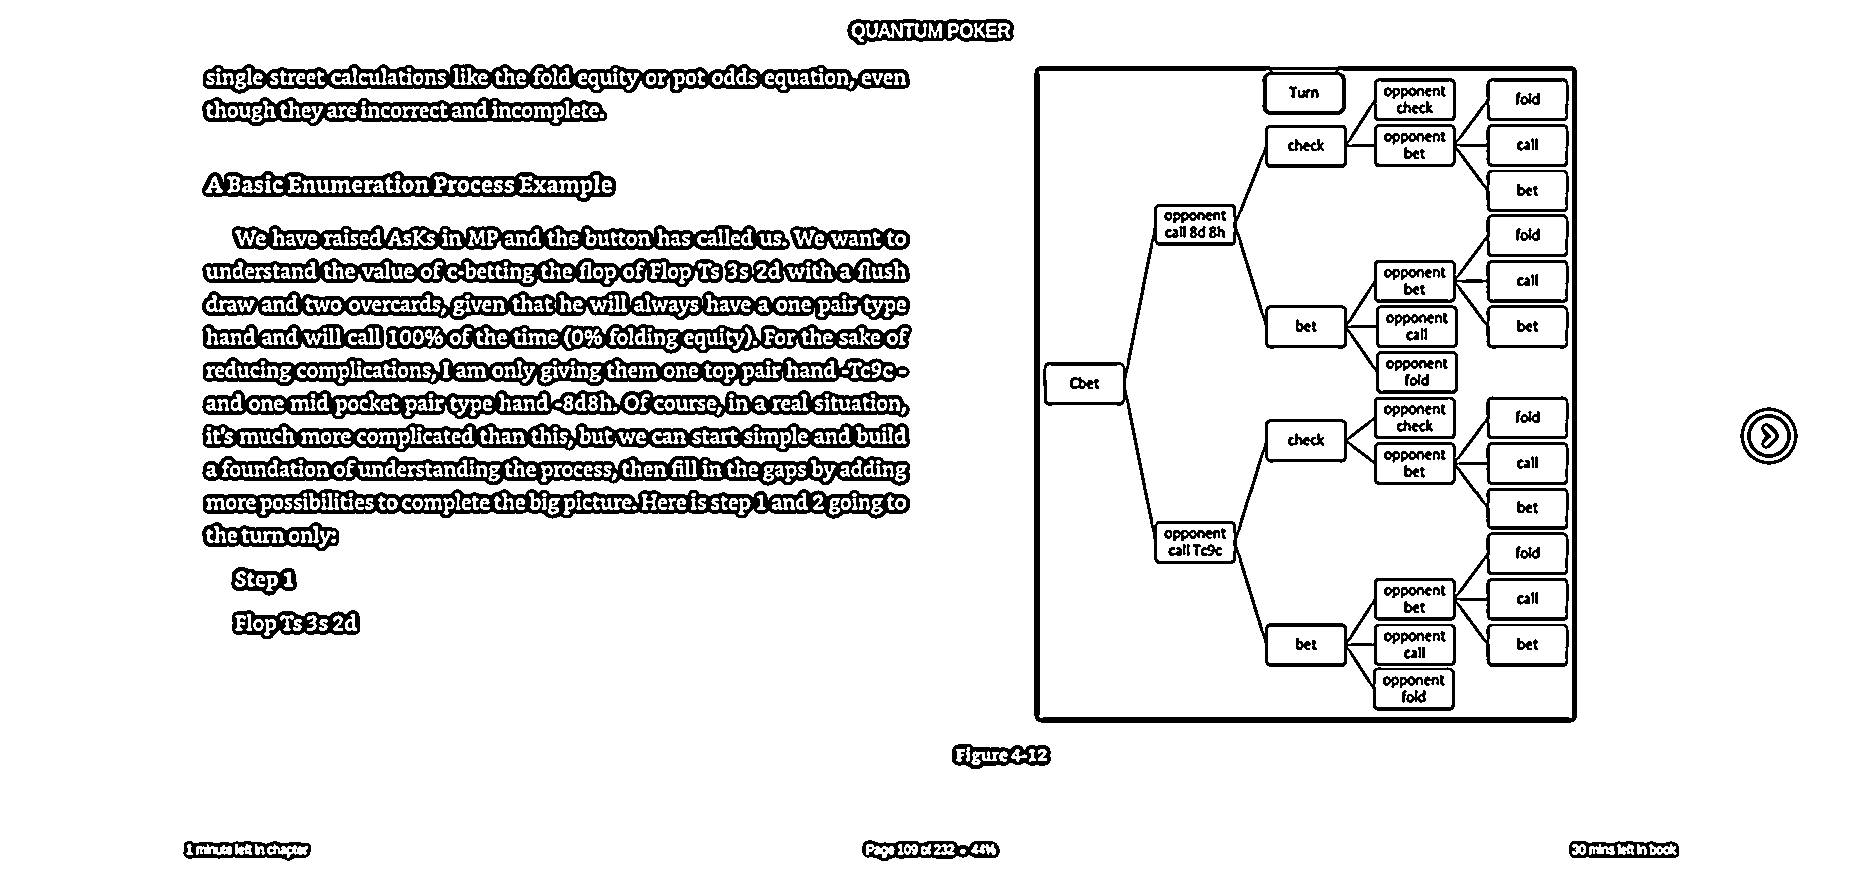 QUANTUM POKER
single street calculations like the fold equity or pot odds equation, even
though they are incorrect and incomplete.
A Basic Enumeration Process Example
We have raised AsKs in MP and the button has called us. We want to
understand the value of c-betting the flop of Flop Ts 3s 2d with a flush
draw and two overcards, given that he will always have a one pair type
hand and will call 100% of the time (0% folding equity). For the sake of
reducing complications, I am only giving them one top pair hand -Tc9c -
and one mid pocket pair type hand -8d8h. Of course, in a real situation,
it's much more complicated than this, but we can start simple and build
a foundation of understanding the process, then fill in the gaps by adding
more possibilities to complete the big picture. Here is step 1 and 2 going to
the turn only:
Step 1
Flop Ts 3s 2d
Turn
opponent
check
fold
check
opponent
bet
call
bet
opponent
call 8d 8h
fold
opponent
bet
call
bet
opponent
call
bet
opponent
fold
Cbet
opponent
check
fold
check
opponent
bet
call
bet
opponent
call Tc9c
fold
opponent
bet
call
bet
opponent
call
bet
opponent
fold
Figure 4-12
1 minute left in chapter
Page 109 of 232 • 44%
30 mins left in book